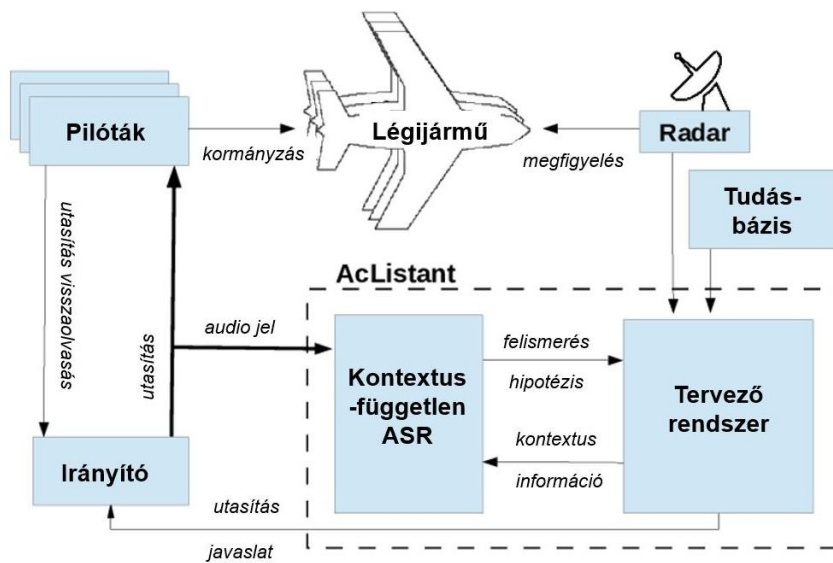 Pilóták
kormányzás
Légijármű
megfigyelés
Radar
Tudás-
bázis
utasítás visszaolvasás
utasítás
audio jel
AcListant
Kontextus
-független
ASR
felismerés
hipotézis
kontextus
információ
Tervező
rendszer
Irányító
utasítás
javaslat